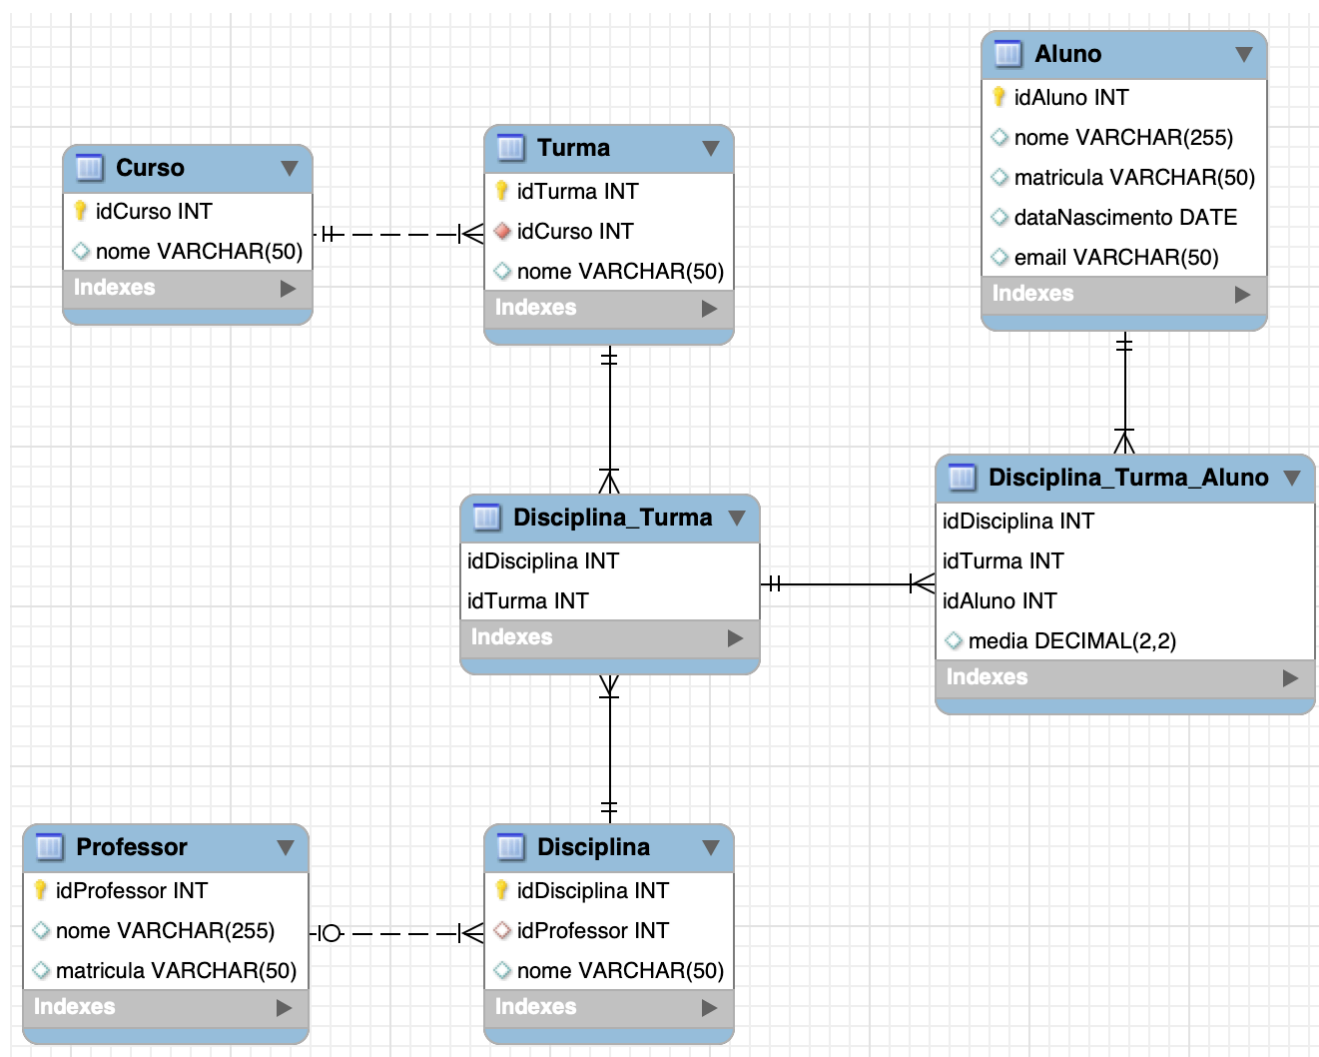 Curso
idCurso INT
nome VARCHAR(50)
Indexes
Turma
idTurma INT
idCurso INT
nome VARCHAR(50)
Indexes
Aluno
idAluno INT
nome VARCHAR(255)
matricula VARCHAR(50)
dataNascimento DATE
email VARCHAR(50)
Indexes
Disciplina_Turma
idDisciplina INT
idTurma INT
Indexes
Disciplina_Turma_Aluno
idDisciplina INT
idTurma INT
idAluno INT
media DECIMAL(2,2)
Indexes
Professor
idProfessor INT
nome VARCHAR(255)
matricula VARCHAR(50)
Indexes
Disciplina
idDisciplina INT
idProfessor INT
nome VARCHAR(50)
Indexes